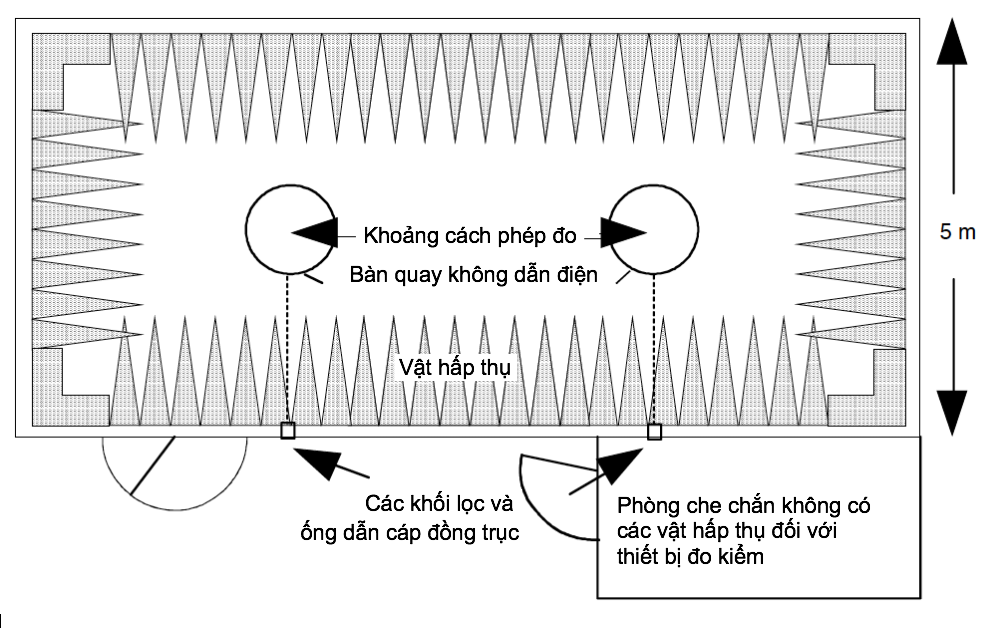 5 m
Khoảng cách phép đo
Bàn quay không dẫn điện
Vật hấp thụ
Các khối lọc và
ống dẫn cáp đồng trục
Phòng che chắn không có
các vật hấp thụ đối với
thiết bị đo kiểm